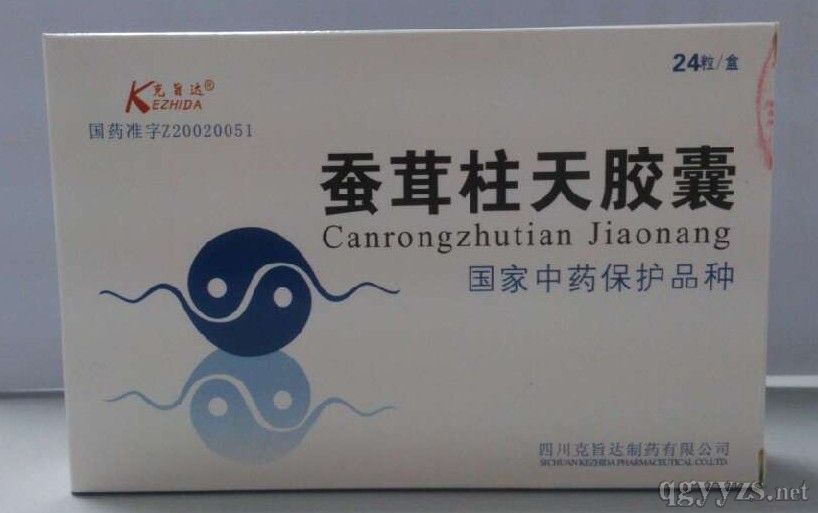 24粒/盒
克旨达®
KEZHIDA
国药准字Z20020051
蚕茸柱天胶囊
Canrongzhutian Jiaonang
国家中药保护品种
四川克旨达制药有限公司
SICHUAN KEZHIDA PHARMACEUTICAL CO.LTD.
qgyyzs.net